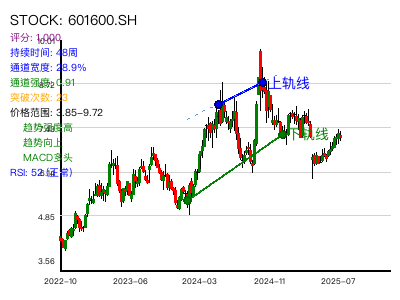 STOCK: 601600.SH
评分: 1.000
10.01
持续时间: 48周
通道宽度: 28.9%
通道强度: 0.91
8.72
突破次数: 23
价格范围: 3.85-9.72
趋势强度高
趋势向上
MACD多头
RSI: 52 (正常)
上轨线
下轨线
4.85
3.56
2022-10
2023-06
2024-03
2024-11
2025-07